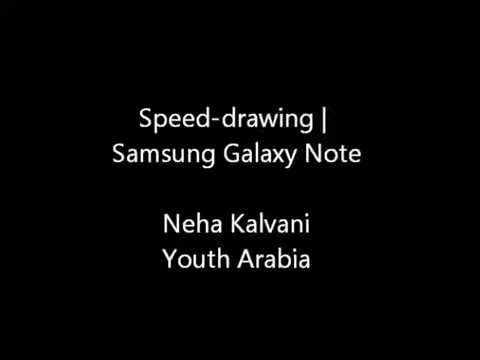 Speed-drawing |
Samsung Galaxy Note
Neha Kalvani
Youth Arabia